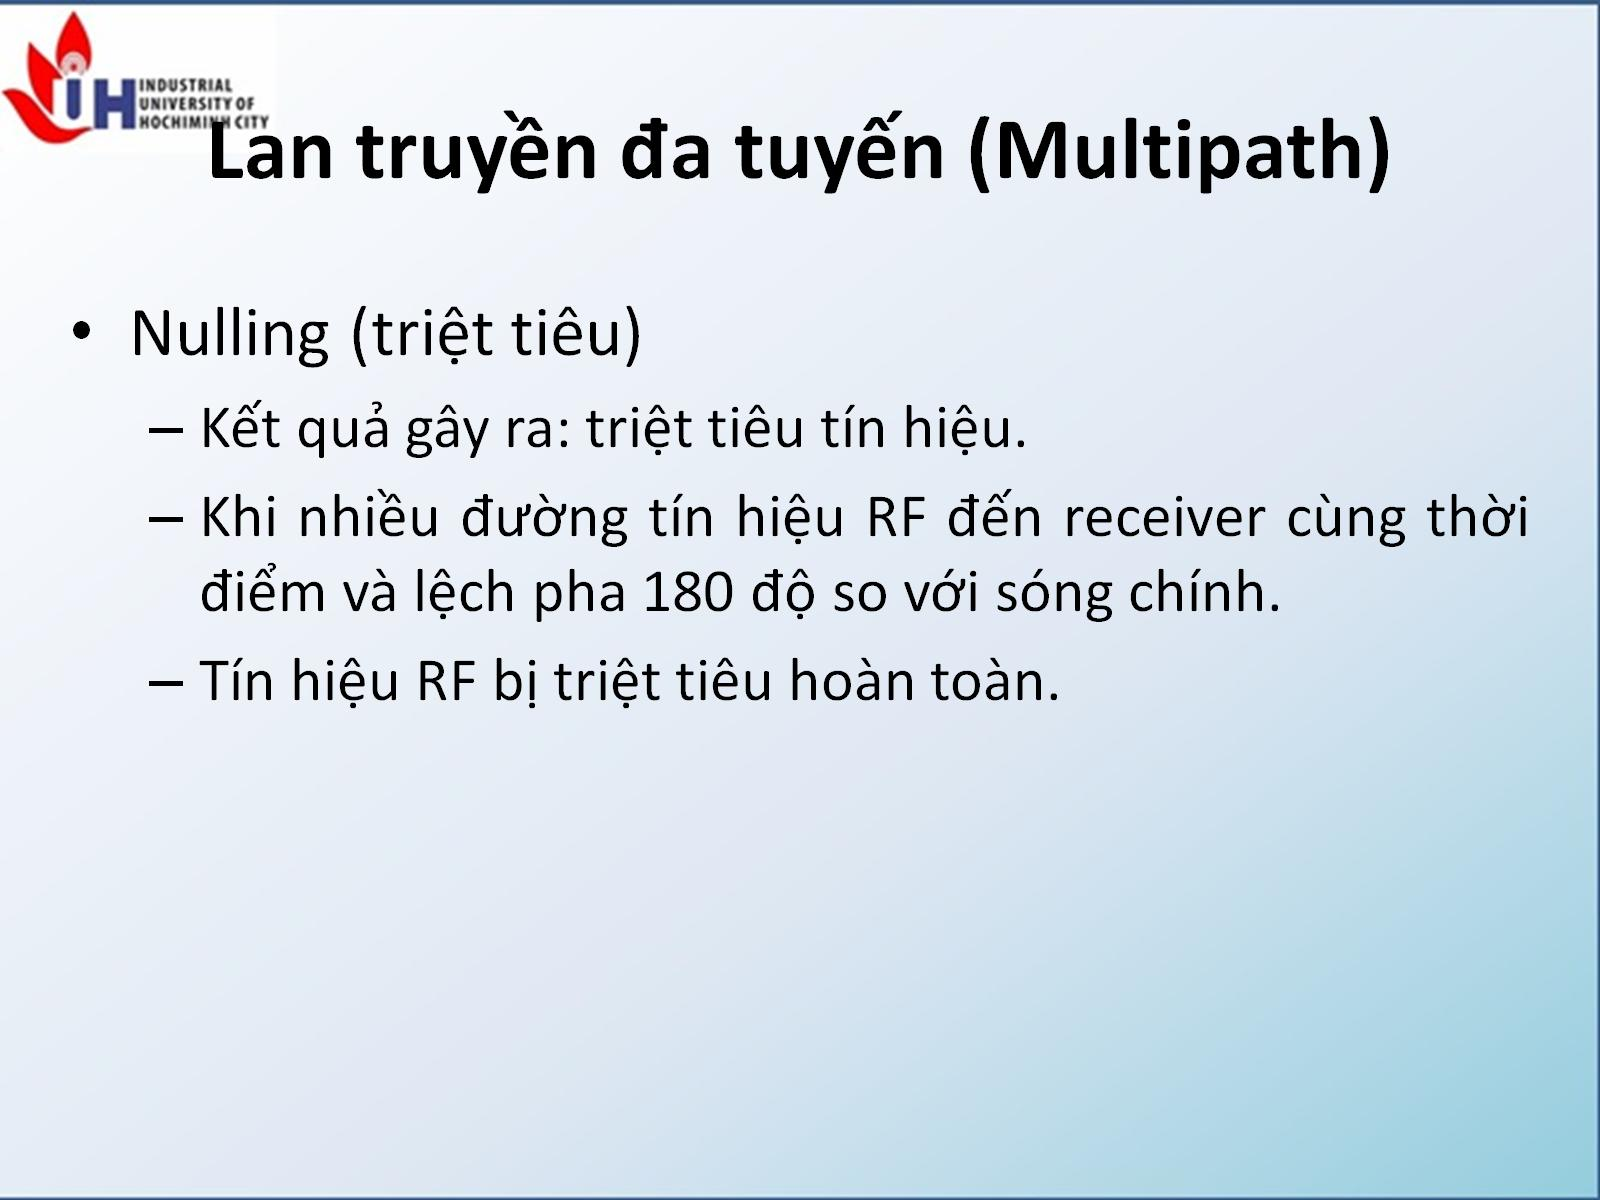 INDUSTRIAL
UNIVERSITY OF
HOCHIMINH CITY
Lan truyền đa tuyến (Multipath)
• Nulling (triệt tiêu)
– Kết quả gây ra: triệt tiêu tín hiệu.
– Khi nhiều đường tín hiệu RF đến receiver cùng thời
điểm và lệch pha 180 độ so với sóng chính.
– Tín hiệu RF bị triệt tiêu hoàn toàn.